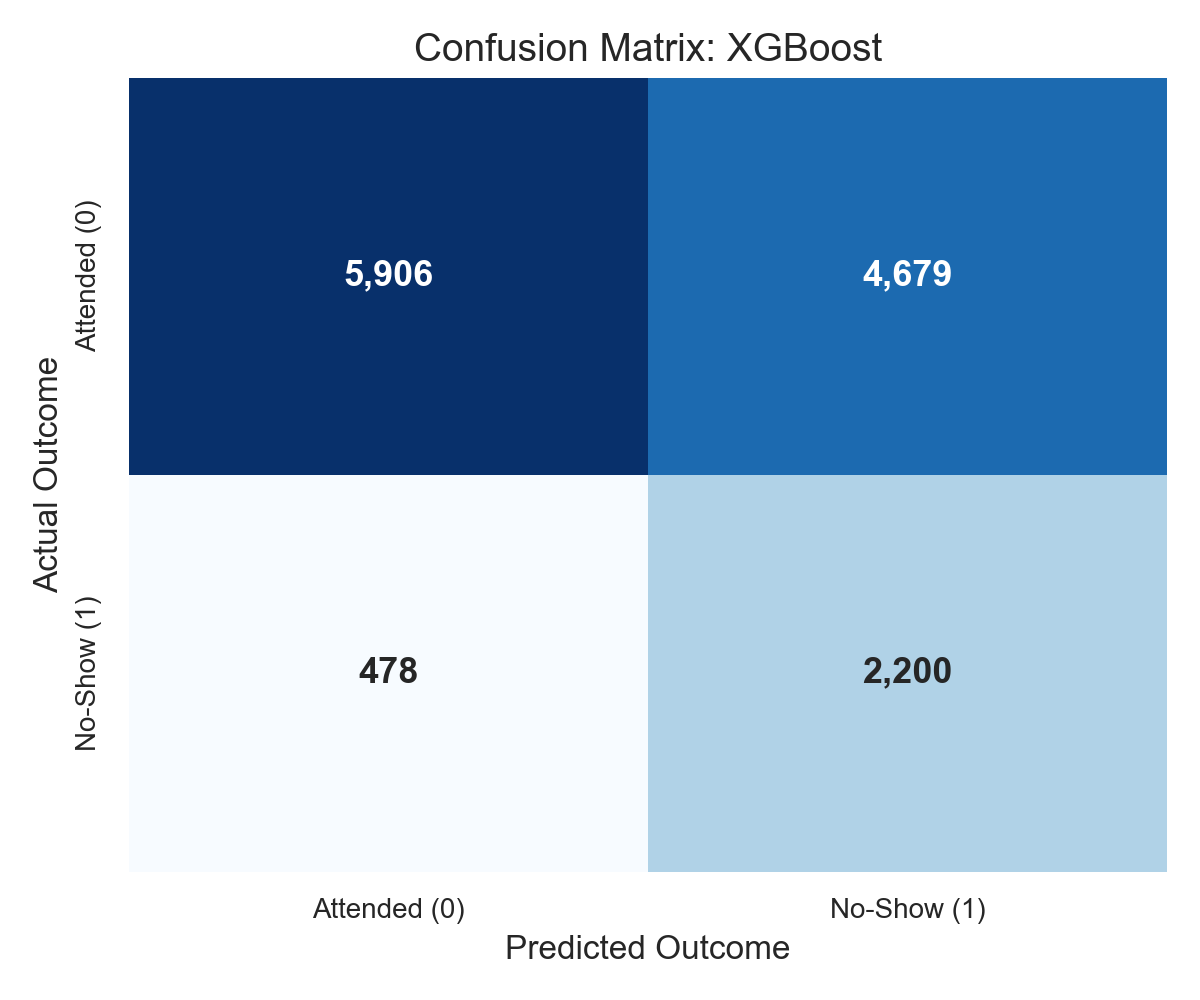 Confusion Matrix: XGBoost
Actual Outcome
Attended (0)
5,906
4,679
No-Show (1)
478
2,200
Attended (0)
No-Show (1)
Predicted Outcome